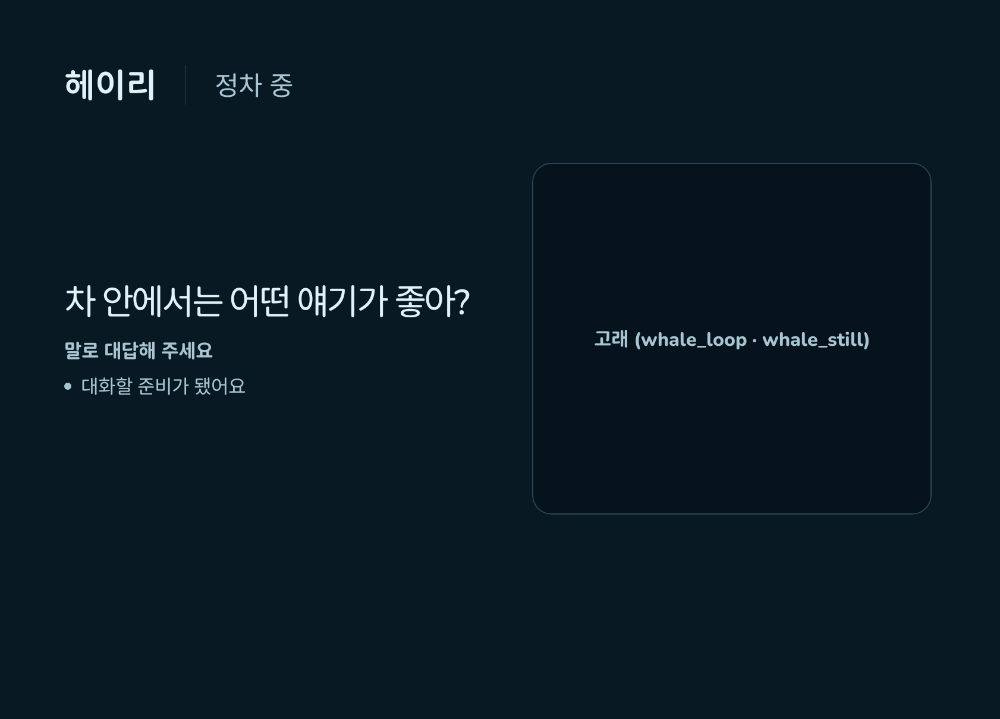 헤이리
정차 중
차 안에서는 어떤 얘기가 좋아?
말로 대답해 주세요
대화할 준비가 됐어요
고래 (whale_loop · whale_still)